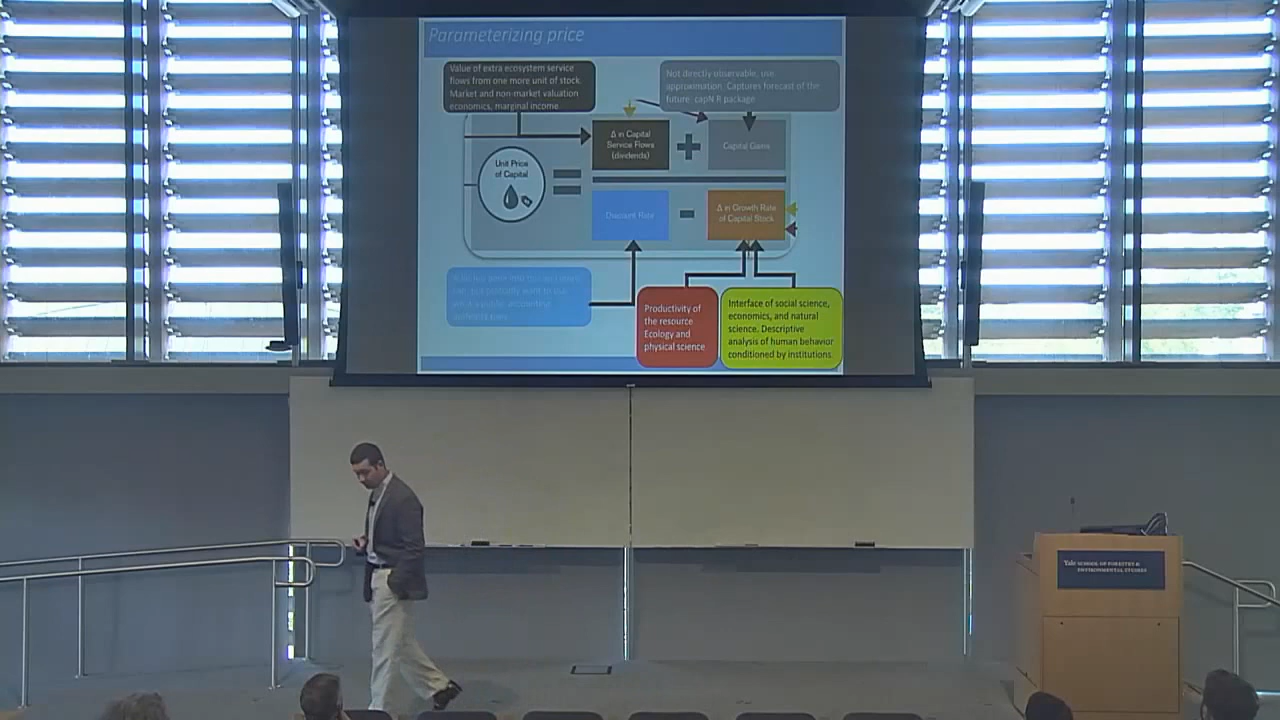 Parameterizing price
Value of extra ecosystem service
flows from one more unit of stock.
Market and non-market valuation
economics, marginal income.
Not directly observable, use
approximation. Captures forecast of the
future: capN R package
Unit Price
of Capital
=
Δ in Capital
Service Flows
(dividends)
+
Capital Gains
Discount Rate
-
Δ in Growth Rate
of Capital Stock
Productivity of
the resource
Ecology and
physical science
Interface of social science,
economics, and natural
science. Descriptive
analysis of human behavior
conditioned by institutions
Yale SCHOOL OF FORESTRY &
ENVIRONMENTAL STUDIES